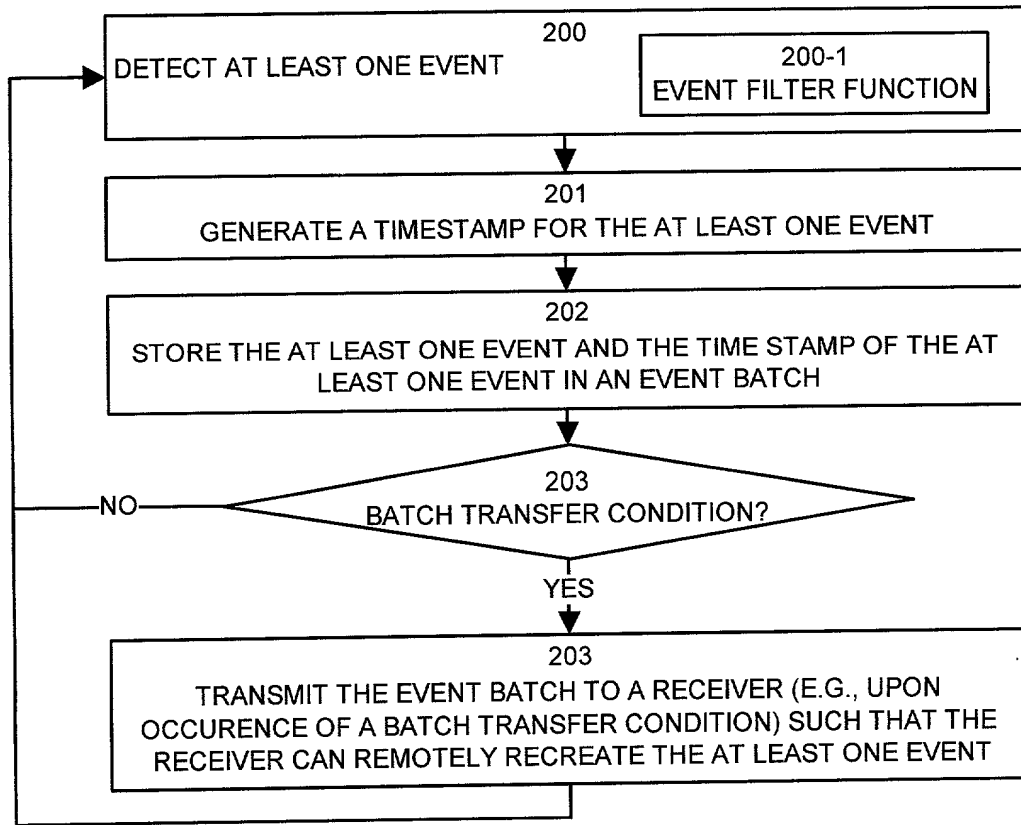 200
DETECT AT LEAST ONE EVENT
200-1
EVENT FILTER FUNCTION
201
GENERATE A TIMESTAMP FOR THE AT LEAST ONE EVENT
202
STORE THE AT LEAST ONE EVENT AND THE TIME STAMP OF THE AT
LEAST ONE EVENT IN AN EVENT BATCH
203
BATCH TRANSFER CONDITION?
NO
YES
203
TRANSMIT THE EVENT BATCH TO A RECEIVER (E.G., UPON
OCCURENCE OF A BATCH TRANSFER CONDITION) SUCH THAT THE
RECEIVER CAN REMOTELY RECREATE THE AT LEAST ONE EVENT